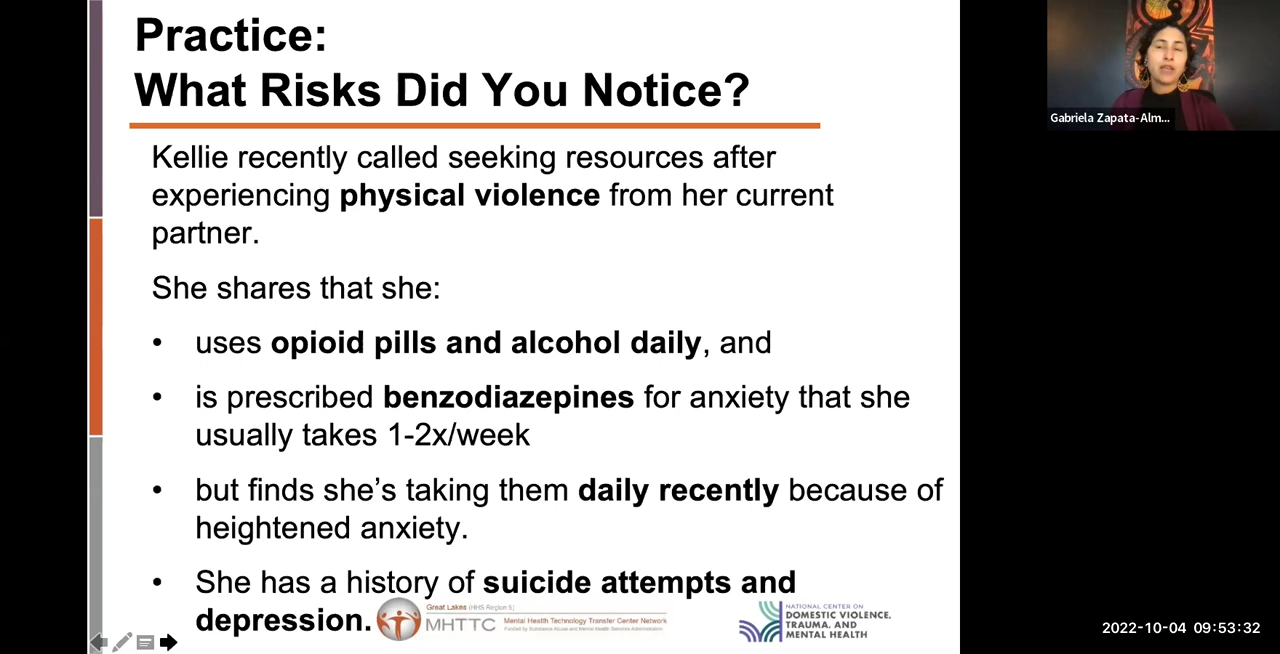 Practice:
What Risks Did You Notice?
Kellie recently called seeking resources after
experiencing physical violence from her current
partner.
She shares that she:
• uses opioid pills and alcohol daily, and
• is prescribed benzodiazepines for anxiety that she
usually takes 1-2x/week
• but finds she’s taking them daily recently because of
heightened anxiety.
• She has a history of suicide attempts and
depression.
Great Lakes (HHS Region 5)
MHTTC
Mental Health Technology Transfer Center Network
Funded by Substance Abuse and Mental Health Services Administration
NATIONAL CENTER ON
DOMESTIC VIOLENCE,
TRAUMA, AND
MENTAL HEALTH
Gabriela Zapata-Alm...
2022-10-04 09:53:32